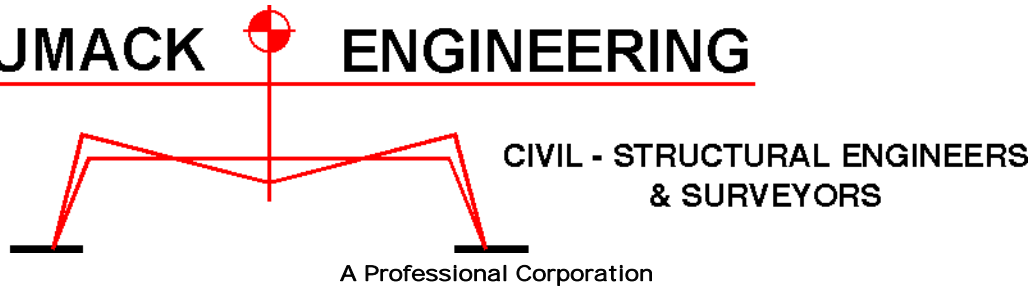 JMACK ENGINEERING
CIVIL - STRUCTURAL ENGINEERS
& SURVEYORS
A Professional Corporation